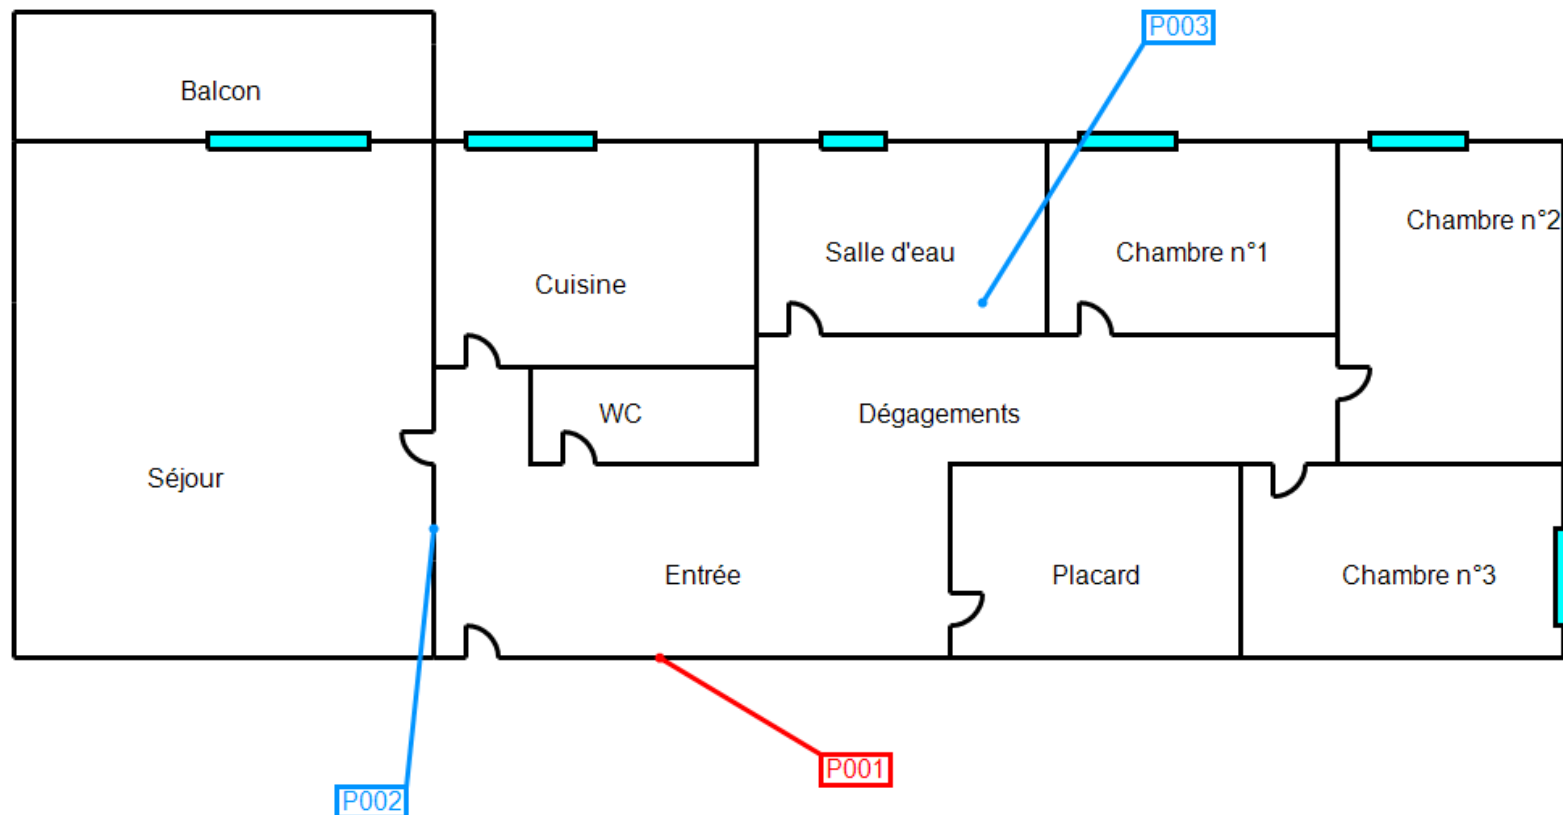 P003
Balcon
Chambre n°2
Salle d'eau
Chambre n°1
Cuisine
WC
Dégagements
Séjour
Entrée
Placard
Chambre n°3
P001
P002